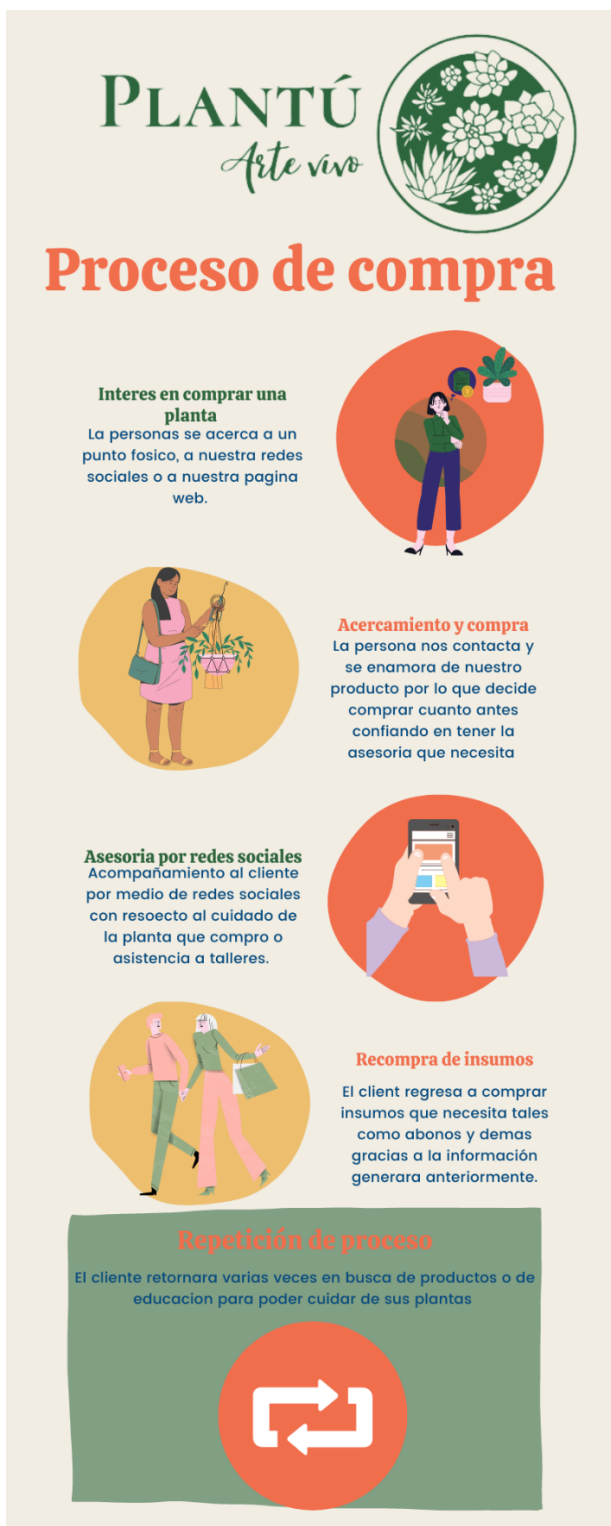 PLANTÚ
Arte vivo
Proceso de compra
Interes en comprar una
planta
La personas se acerca a un
punto fosico, a nuestra redes
sociales o a nuestra pagina
web.
Acercamiento y compra
La persona nos contacta y
se enamora de nuestro
producto por lo que decide
comprar cuanto antes
confiando en tener la
asesoria que necesita
Asesoria por redes sociales
Acompañamiento al cliente
por medio de redes sociales
con resoecto al cuidado de
la planta que compro o
asistencia a talleres.
Recompra de insumos
El client regresa a comprar
insumos que necesita tales
como abonos y demas
gracias a la información
generara anteriormente.
Repetición de proceso
El cliente retornara varias veces en busca de productos o de
educacion para poder cuidar de sus plantas